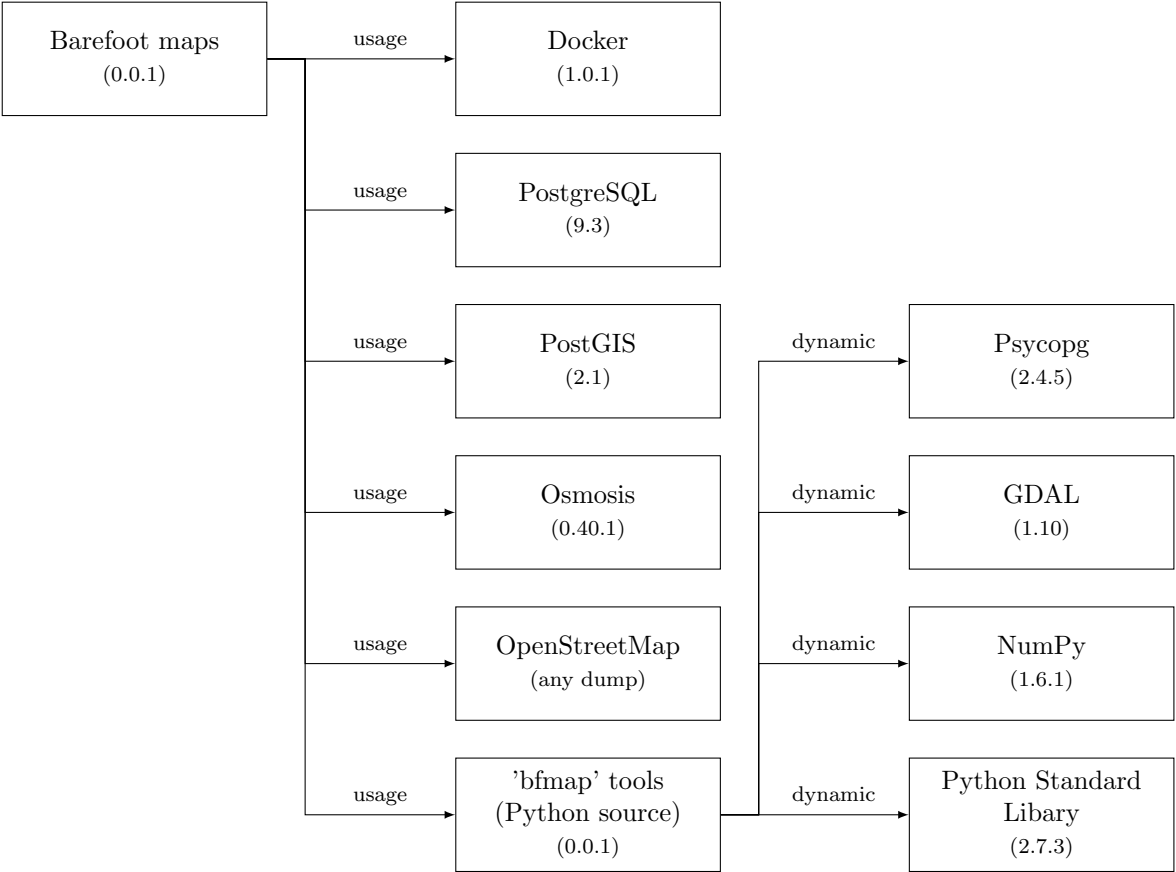 Barefoot maps
(0.0.1)
usage
Docker
(1.0.1)
usage
PostgreSQL
(9.3)
usage
PostGIS
(2.1)
dynamic
Psycopg
(2.4.5)
usage
Osmosis
(0.40.1)
dynamic
GDAL
(1.10)
usage
OpenStreetMap
(any dump)
dynamic
NumPy
(1.6.1)
usage
'bfmap' tools
(Python source)
(0.0.1)
dynamic
Python Standard
Libary
(2.7.3)